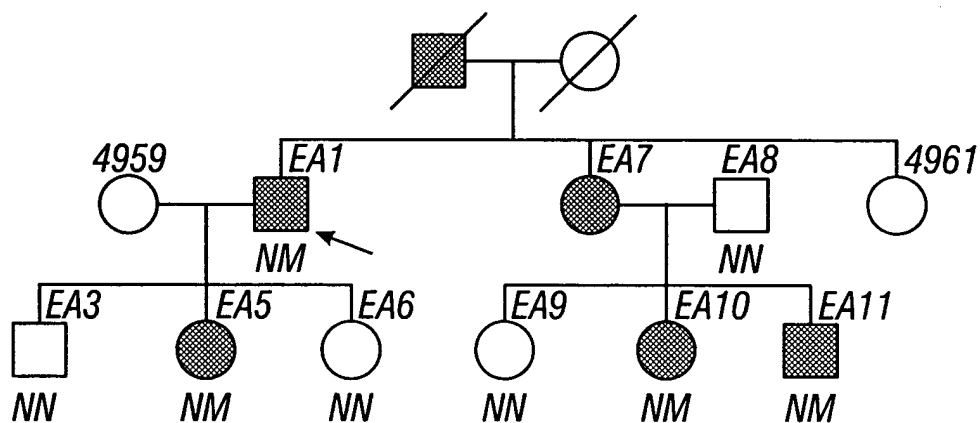 4959 EA1 EA7 EA8 4961
NM NN
EA3 EA5 EA6 EA9 EA10 EA11
NN NM NN NN NM NM